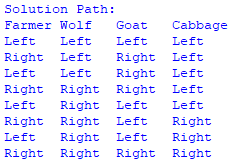 Solution Path:
Farmer Wolf Goat Cabbage
Left Left Left Left
Right Left Right Left
Left Left Right Left
Right Right Right Left
Left Right Left Left
Right Right Left Right
Left Right Left Right
Right Right Right Right